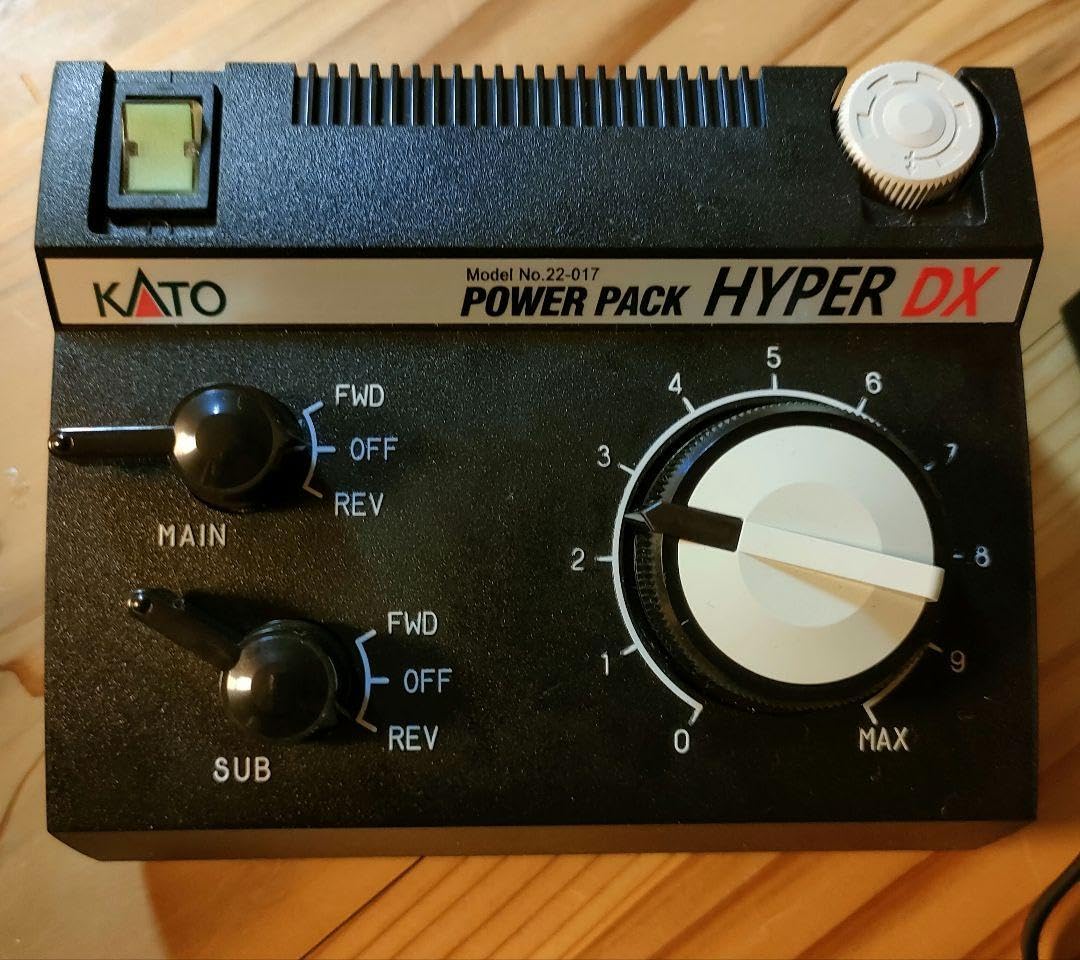 KATO
Model No.22-017
POWER PACK HYPER DX
FWD
OFF
REV
MAIN
FWD
OFF
REV
SUB
0
1
2
3
4
5
6
7
8
9
MAX